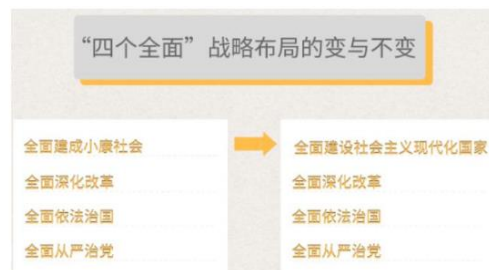 “四个全面”战略布局的变与不变
全面建成小康社会
全面深化改革
全面依法治国
全面从严治党
全面建设社会主义现代化国家
全面深化改革
全面依法治国
全面从严治党